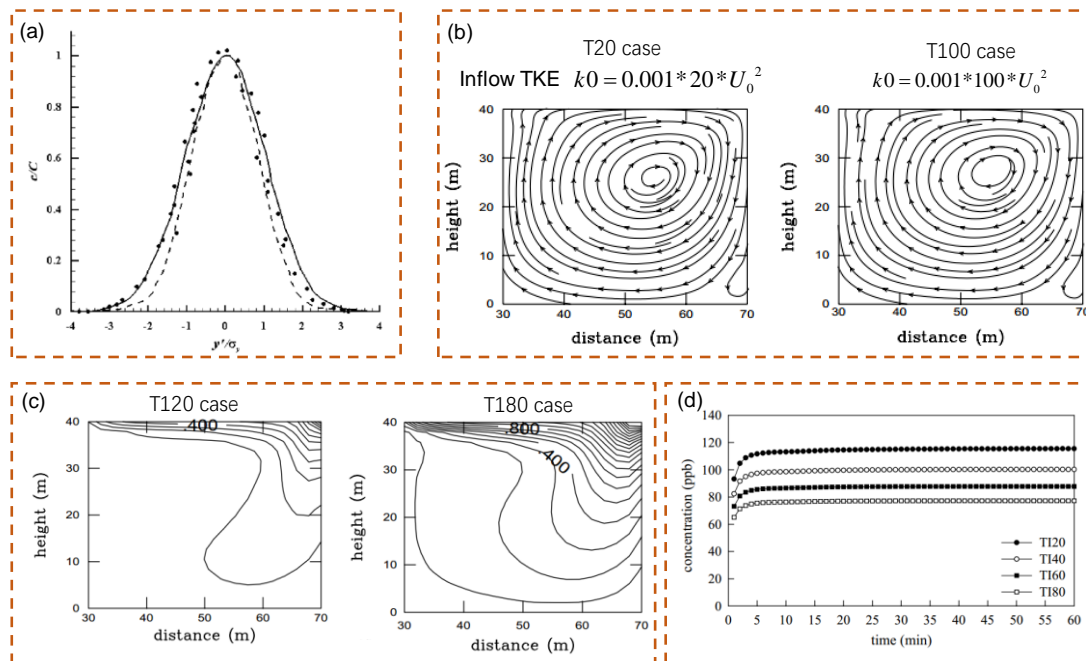 (a)
1
0.8
0.6
0.4
0.2
0
c/C
-4 -3 -2 -1 0 1 2 3 4
y'/σy
(b)
T20 case
T100 case
Inflow TKE k0 = 0.001*20*U₀²
k0 = 0.001*100*U₀²
40
30
20
10
0
height (m)
30 40 50 60 70
distance (m)
40
30
20
10
0
height (m)
30 40 50 60 70
distance (m)
(c)
T120 case
T180 case
40
30
20
10
0
height (m)
.400
30 40 50 60 70
distance (m)
40
30
20
10
0
height (m)
.800
.400
30 40 50 60 70
distance (m)
(d)
140
120
100
80
60
40
20
0
concentration (ppb)
TI20
TI40
TI60
TI80
0 5 10 15 20 25 30 35 40 45 50 55 60
time (min)